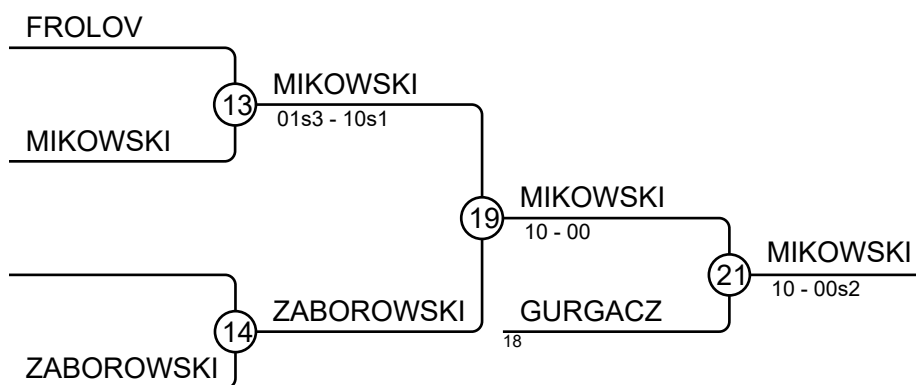 FROLOV
13
MIKOWSKI
01s3 - 10s1
MIKOWSKI
19
MIKOWSKI
10 - 00
21
MIKOWSKI
10 - 00s2
14
ZABOROWSKI
ZABOROWSKI
GURGACZ
18